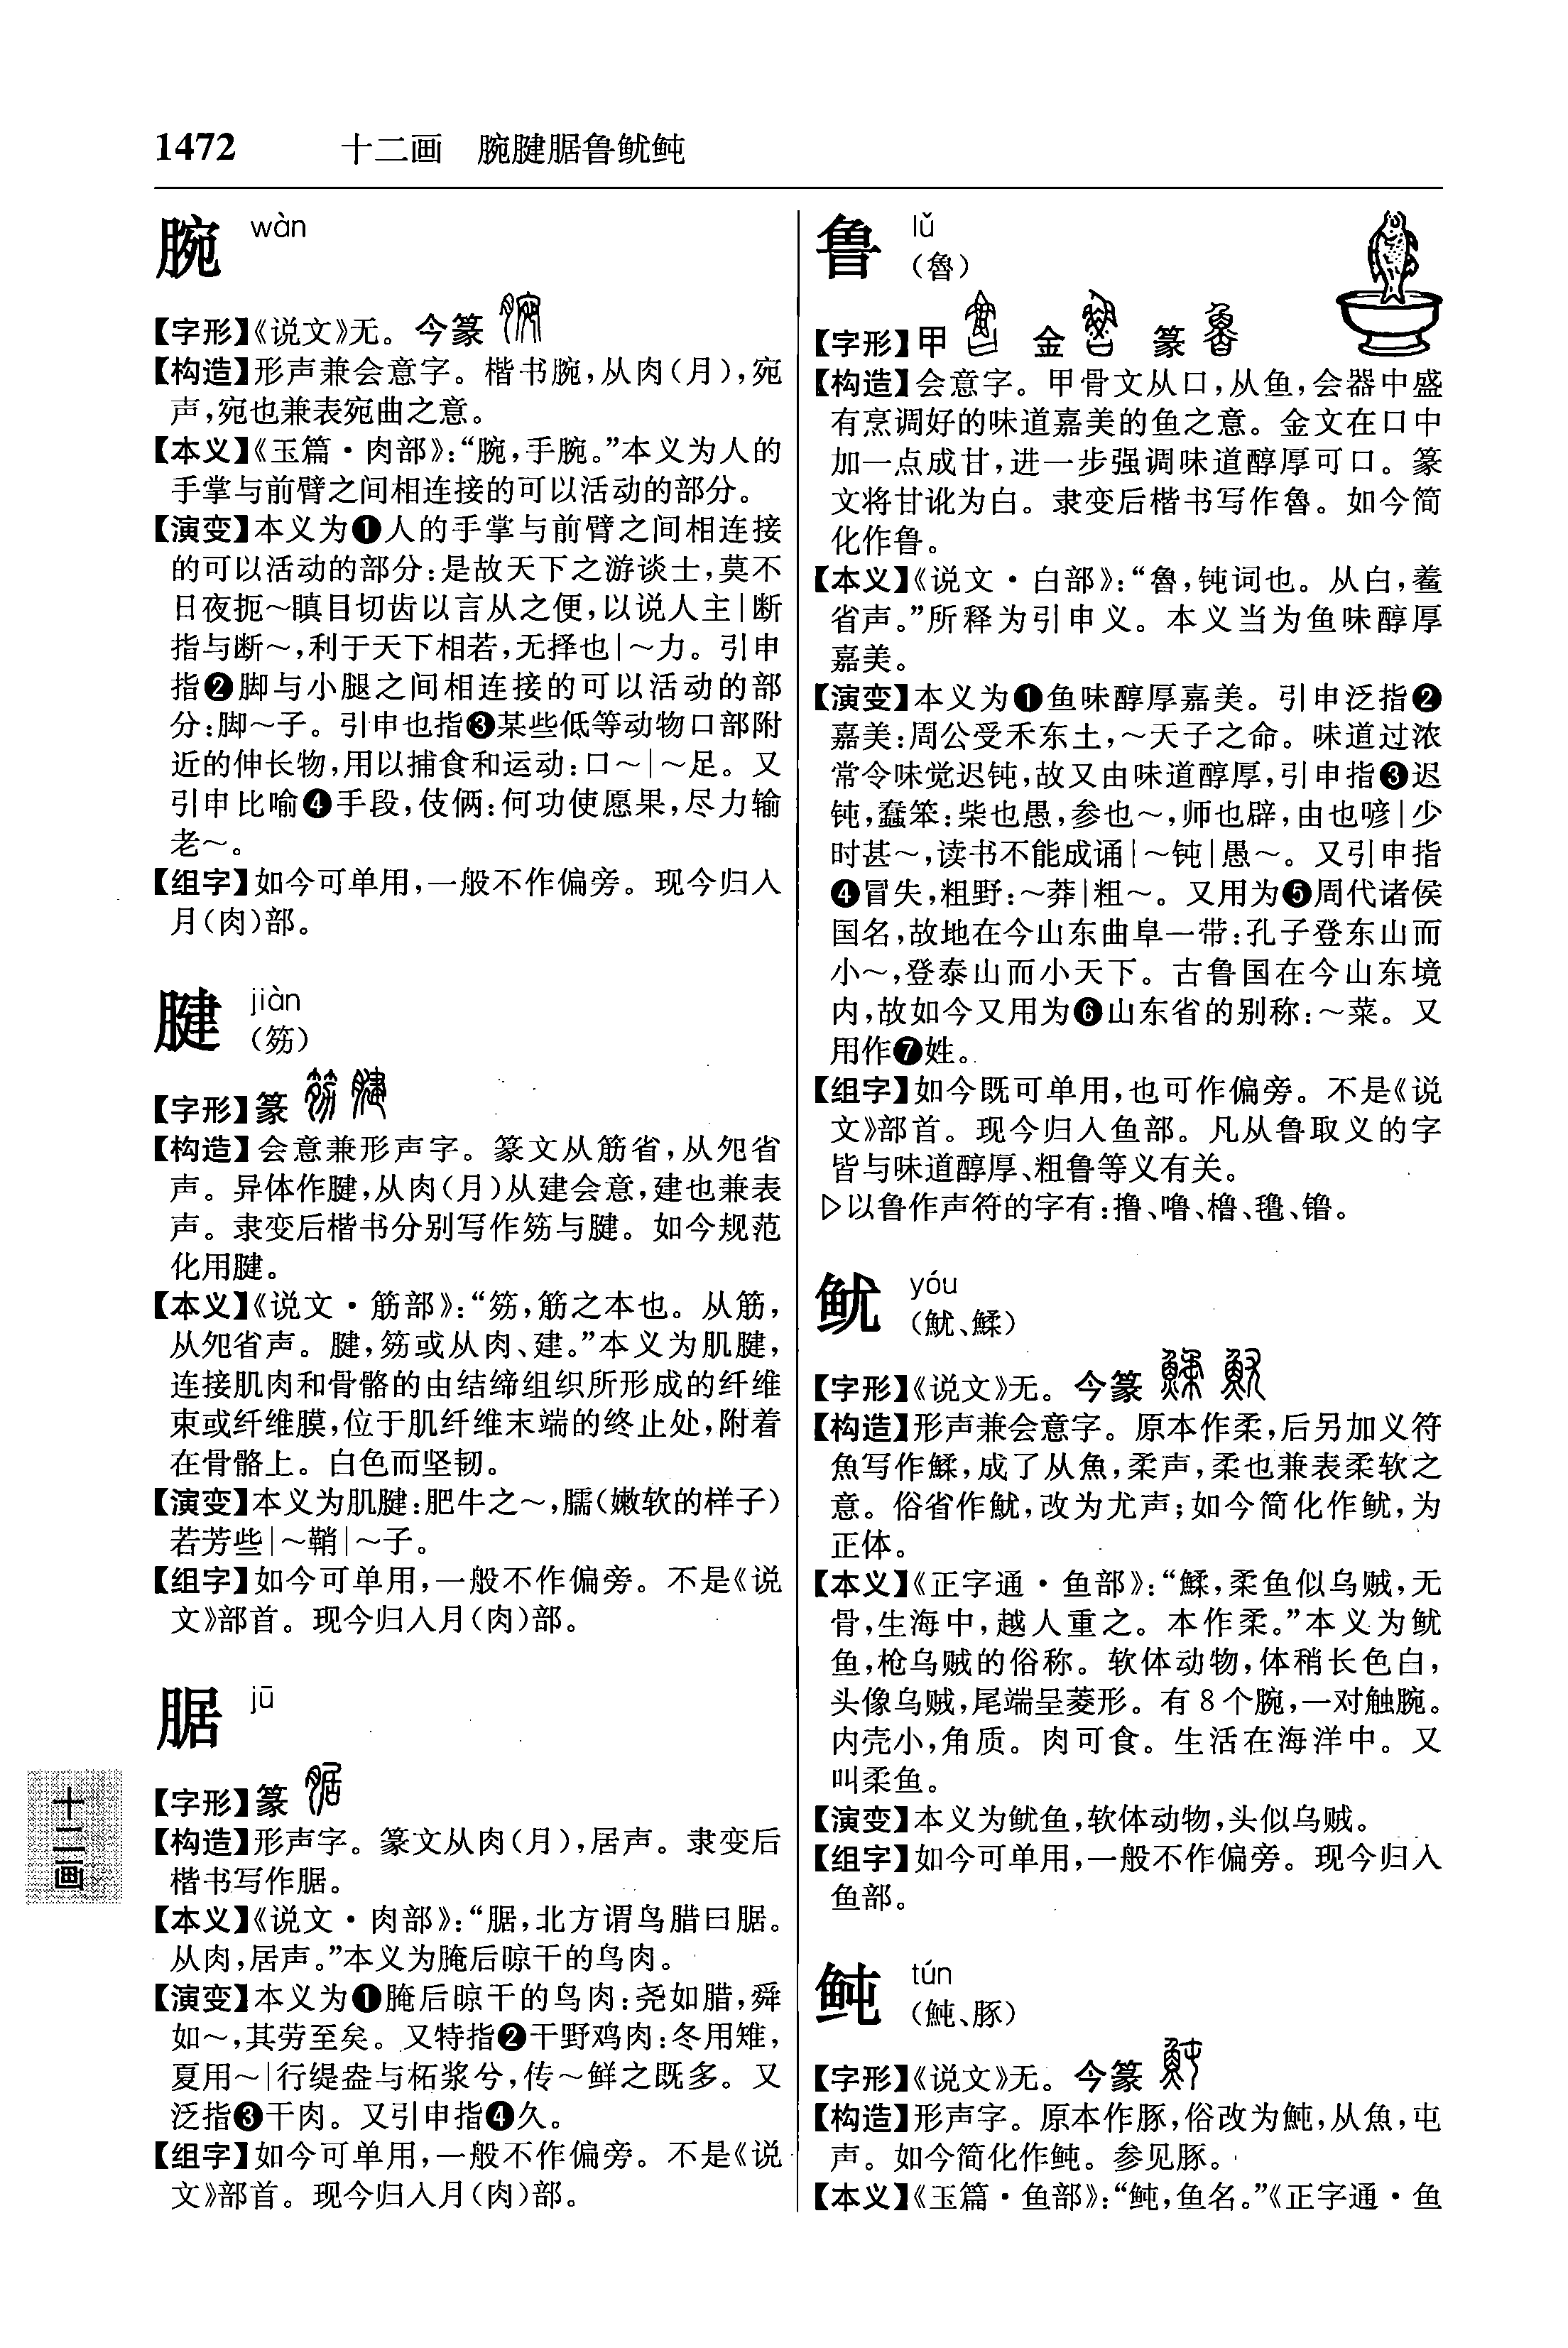 1472 十二画 腕腱腒鲁鱿鲀
腕 wàn
【字形】《说文》无。今篆
【构造】形声兼会意字。楷书腕,从肉(月),宛
声,宛也兼表宛曲之意。
【本义】《玉篇·肉部》:“腕,手腕。”本义为人的
手掌与前臂之间相连接的可以活动的部分。
【演变】本义为❶人的手掌与前臂之间相连接
的可以活动的部分:是故天下之游谈士,莫不
日夜扼~瞋目切齿以言从之便,以说人主|断
指与断~,利于天下相若,无择也|~力。引申
指❷脚与小腿之间相连接的可以活动的部
分:脚~子。引申也指❸某些低等动物口部附
近的伸长物,用以捕食和运动:口~|~足。又
引申比喻❹手段,伎俩:何功使愿果,尽力输
老~。
【组字】如今可单用,一般不作偏旁。现今归入
月(肉)部。
腱 jiàn
(笏)
【字形】篆
【构造】会意兼形声字。篆文从筋省,从夗省
声。异体作腱,从肉(月)从建会意,建也兼表
声。隶变后楷书分别写作笏与腱。如今规范
化用腱。
【本义】《说文·筋部》:“笏,筋之本也。从筋,
从夗省声。腱,笏或从肉、建。”本义为肌腱,
连接肌肉和骨骼的由结缔组织所形成的纤维
束或纤维膜,位于肌纤维末端的终止处,附着
在骨骼上。白色而坚韧。
【演变】本义为肌腱:肥牛之~,臑(嫩软的样子)
若芳些|~鞘|~子。
【组字】如今可单用,一般不作偏旁。不是《说
文》部首。现今归入月(肉)部。
腒 jū
【字形】篆
【构造】形声字。篆文从肉(月),居声。隶变后
楷书写作腒。
【本义】《说文·肉部》:“腒,北方谓鸟腊曰腒。
从肉,居声。”本义为腌后晾干的鸟肉。
【演变】本义为❶腌后晾干的鸟肉:尧如腊,舜
如~,其劳至矣。又特指❷干野鸡肉:冬用雉,
夏用~|行缇盎与柘浆兮,传~鲜之既多。又
泛指❸干肉。又引申指❹久。
【组字】如今可单用,一般不作偏旁。不是《说
文》部首。现今归入月(肉)部。
十二画
鲁 lǔ
(魯)
【字形】甲 金 篆
【构造】会意字。甲骨文从口,从鱼,会器中盛
有烹调好的味道嘉美的鱼之意。金文在口中
加一点成甘,进一步强调味道醇厚可口。篆
文将甘讹为白。隶变后楷书写作魯。如今简
化作鲁。
【本义】《说文·白部》:“魯,钝词也。从白,鲝
省声。”所释为引申义。本义当为鱼味醇厚
嘉美。
【演变】本义为❶鱼味醇厚嘉美。引申泛指❷
嘉美:周公受禾东土,~天子之命。味道过浓
常令味觉迟钝,故又由味道醇厚,引申指❸迟
钝,蠢笨:柴也愚,参也~,师也辟,由也喭|少
时甚~,读书不能成诵|~钝|愚~。又引申指
❹冒失,粗野:~莽|粗~。又用为❺周代诸侯
国名,故地在今山东曲阜一带:孔子登东山而
小~,登泰山而小天下。古鲁国在今山东境
内,故如今又用为❻山东省的别称:~菜。又
用作❼姓。
【组字】如今既可单用,也可作偏旁。不是《说
文》部首。现今归入鱼部。凡从鲁取义的字
皆与味道醇厚、粗鲁等义有关。
▷以鲁作声符的字有:撸、噜、橹、氇、镥。
鱿 yóu
(魷、鰇)
【字形】《说文》无。今篆
【构造】形声兼会意字。原本作柔,后另加义符
魚写作鰇,成了从魚,柔声,柔也兼表柔软之
意。俗省作魷,改为尤声;如今简化作鱿,为
正体。
【本义】《正字通·鱼部》:“鰇,柔鱼似乌贼,无
骨,生海中,越人重之。本作柔。”本义为鱿
鱼,枪乌贼的俗称。软体动物,体稍长色白,
头像乌贼,尾端呈菱形。有8个腕,一对触腕。
内壳小,角质。肉可食。生活在海洋中。又
叫柔鱼。
【演变】本义为鱿鱼,软体动物,头似乌贼。
【组字】如今可单用,一般不作偏旁。现今归入
鱼部。
鲀 tún
(魨、豚)
【字形】《说文》无。今篆
【构造】形声字。原本作豚,俗改为魨,从魚,屯
声。如今简化作鲀。参见豚。
【本义】《玉篇·鱼部》:“魨,鱼名。”《正字通·鱼